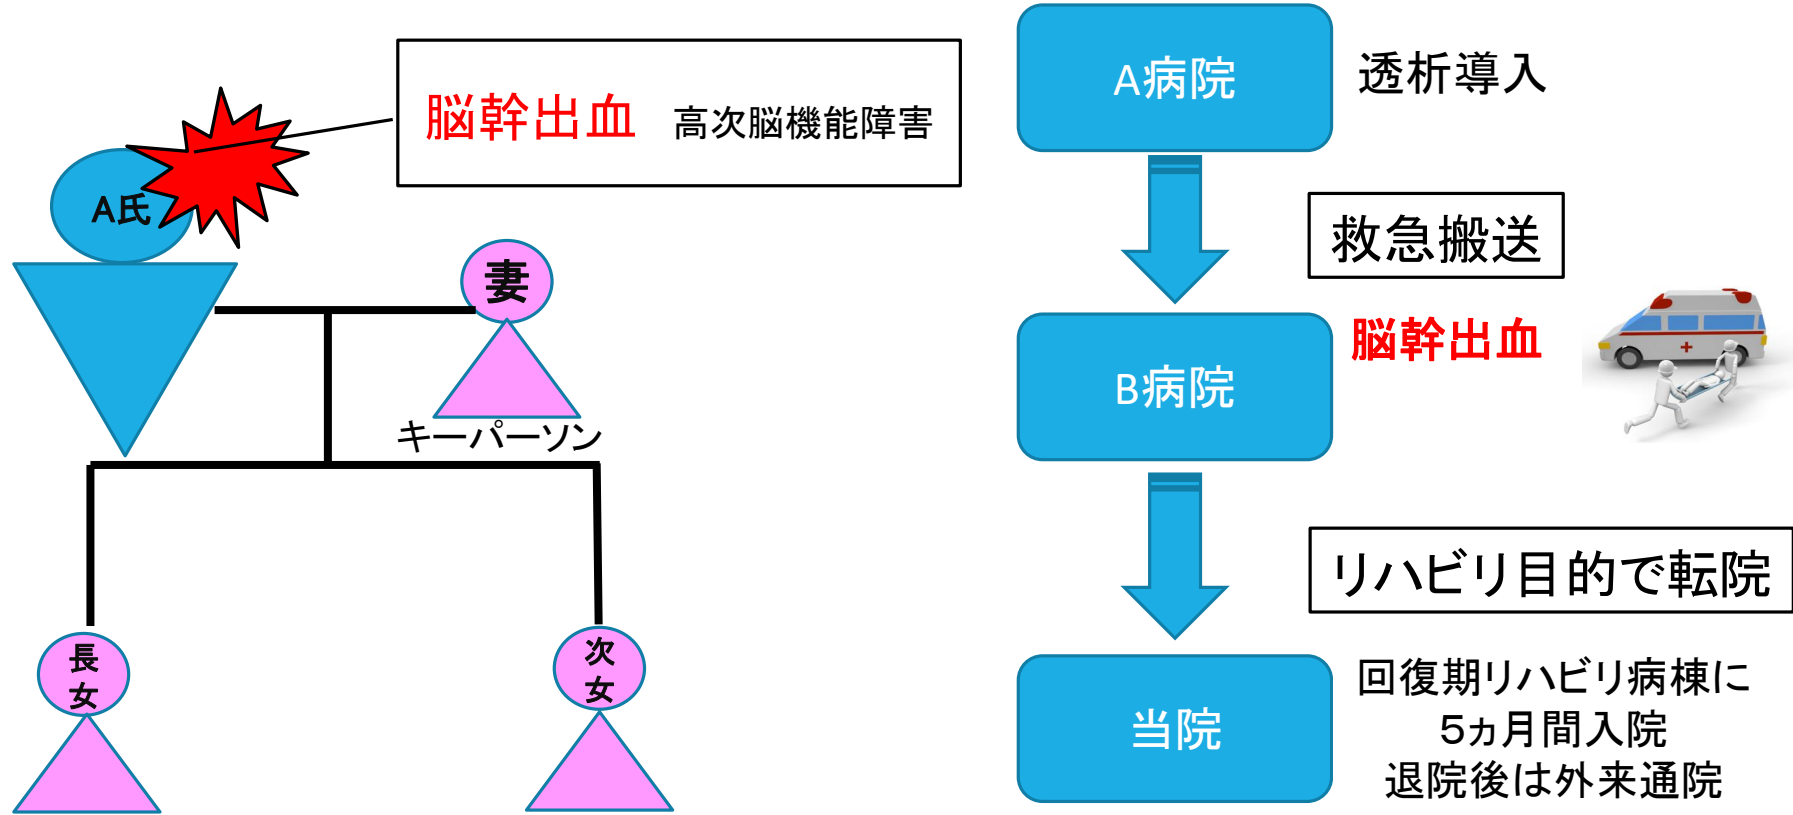 脳幹出血 高次脳機能障害
A氏
妻
キーパーソン
長
女
次
女
A病院
透析導入
救急搬送
B病院
脳幹出血
リハビリ目的で転院
当院
回復期リハビリ病棟に
5ヵ月間入院
退院後は外来通院